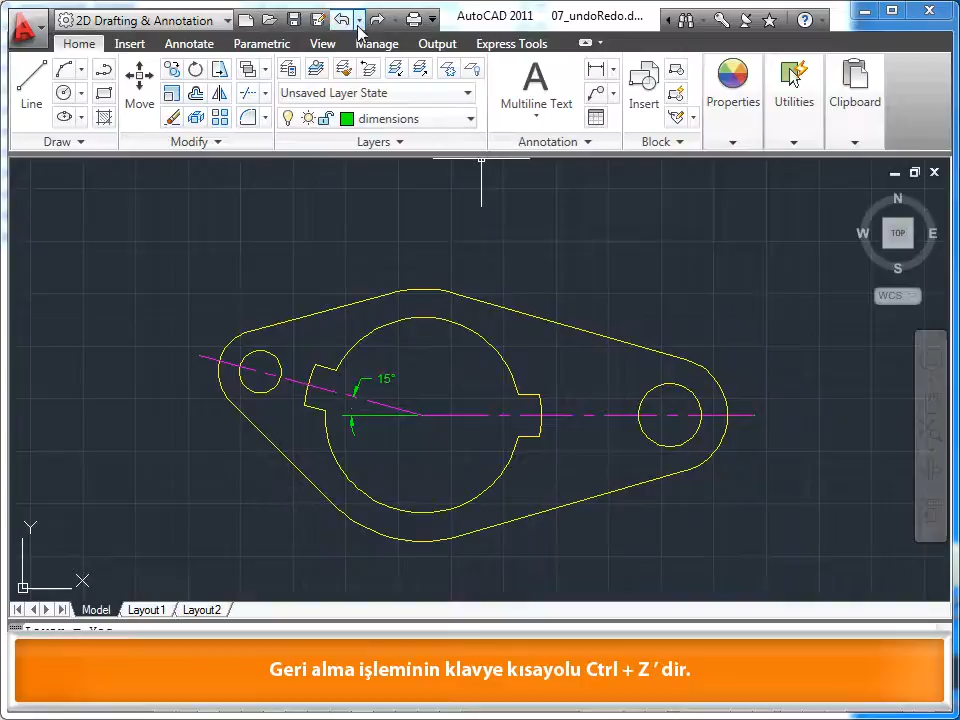 2D Drafting & Annotation
AutoCAD 2011 07_undoRedo.d...
Home Insert Annotate Parametric View Manage Output Express Tools
Line
Move
Unsaved Layer State
dimensions
Multiline Text
Insert
Properties
Utilities
Clipboard
Draw
Modify
Layers
Annotation
Block
N
W TOP E
S
WCS
15°
Y
X
Model Layout1 Layout2
Geri alma işleminin klavye kısayolu Ctrl + Z ’dir.